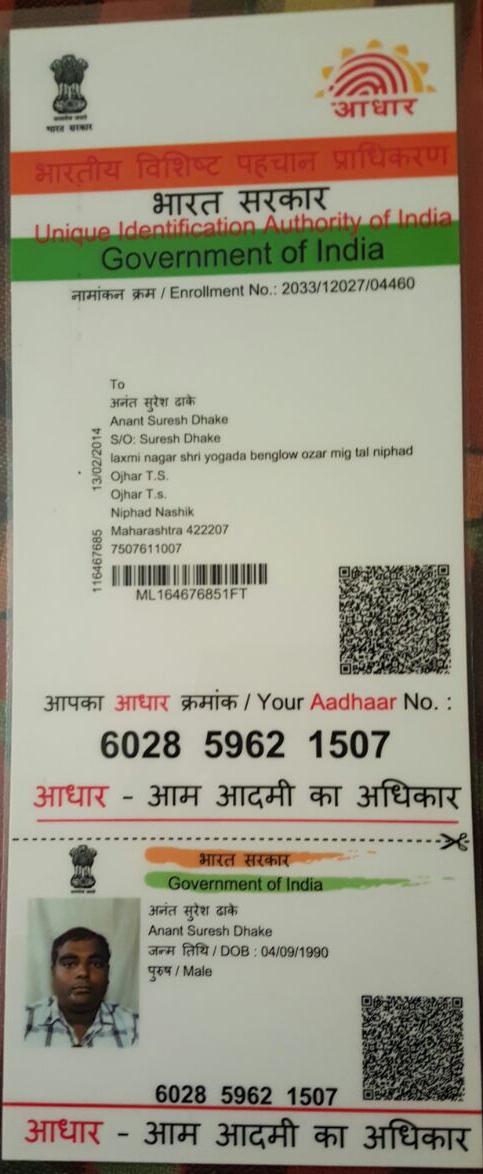 भारत सरकार
आधार
भारतीय विशिष्ट पहचान प्राधिकरण
भारत सरकार
Unique Identification Authority of India
Government of India
नामांकन क्रम / Enrollment No.: 2033/12027/04460
To
अनंत सुरेश ढाके
Anant Suresh Dhake
S/O: Suresh Dhake
laxmi nagar shri yogada benglow ozar mig tal niphad
Ojhar T.S.
Ojhar T.s.
Niphad Nashik
Maharashtra 422207
7507611007
13/02/2014
116467685
ML164676851FT
आपका आधार क्रमांक / Your Aadhaar No. :
6028 5962 1507
आधार - आम आदमी का अधिकार
भारत सरकार
Government of India
अनंत सुरेश ढाके
Anant Suresh Dhake
जन्म तिथि / DOB : 04/09/1990
पुरुष / Male
6028 5962 1507
आधार - आम आदमी का अधिकार